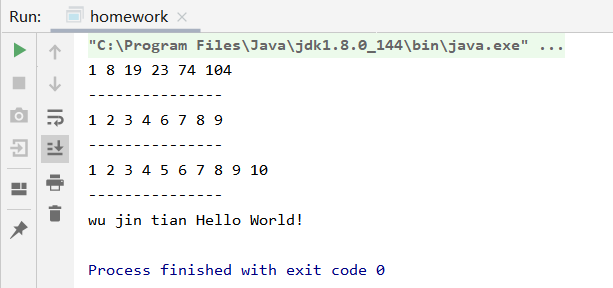 Run: homework
"C:\Program Files\Java\jdk1.8.0_144\bin\java.exe" ...
1 8 19 23 74 104
---------------
1 2 3 4 6 7 8 9
---------------
1 2 3 4 5 6 7 8 9 10
---------------
wu jin tian Hello World!
Process finished with exit code 0